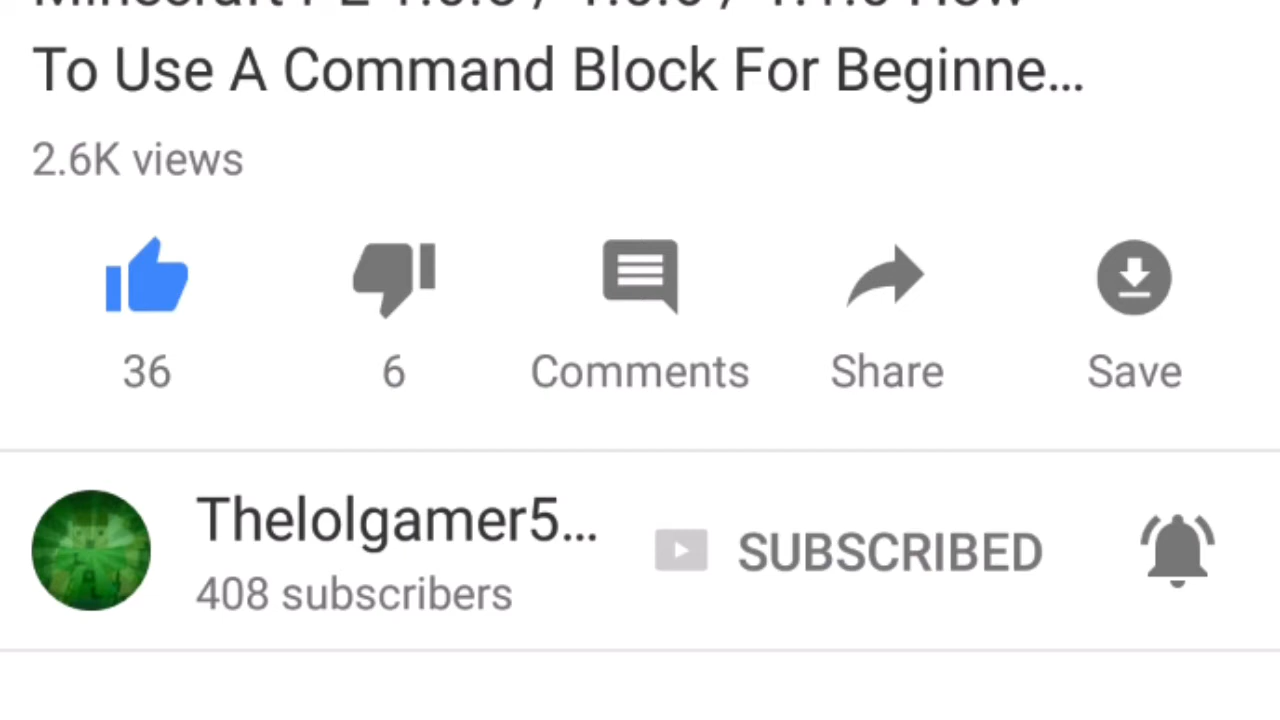 To Use A Command Block For Beginne...
2.6K views
36
6
Comments
Share
Save
Thelolgamer5...
SUBSCRIBED
408 subscribers